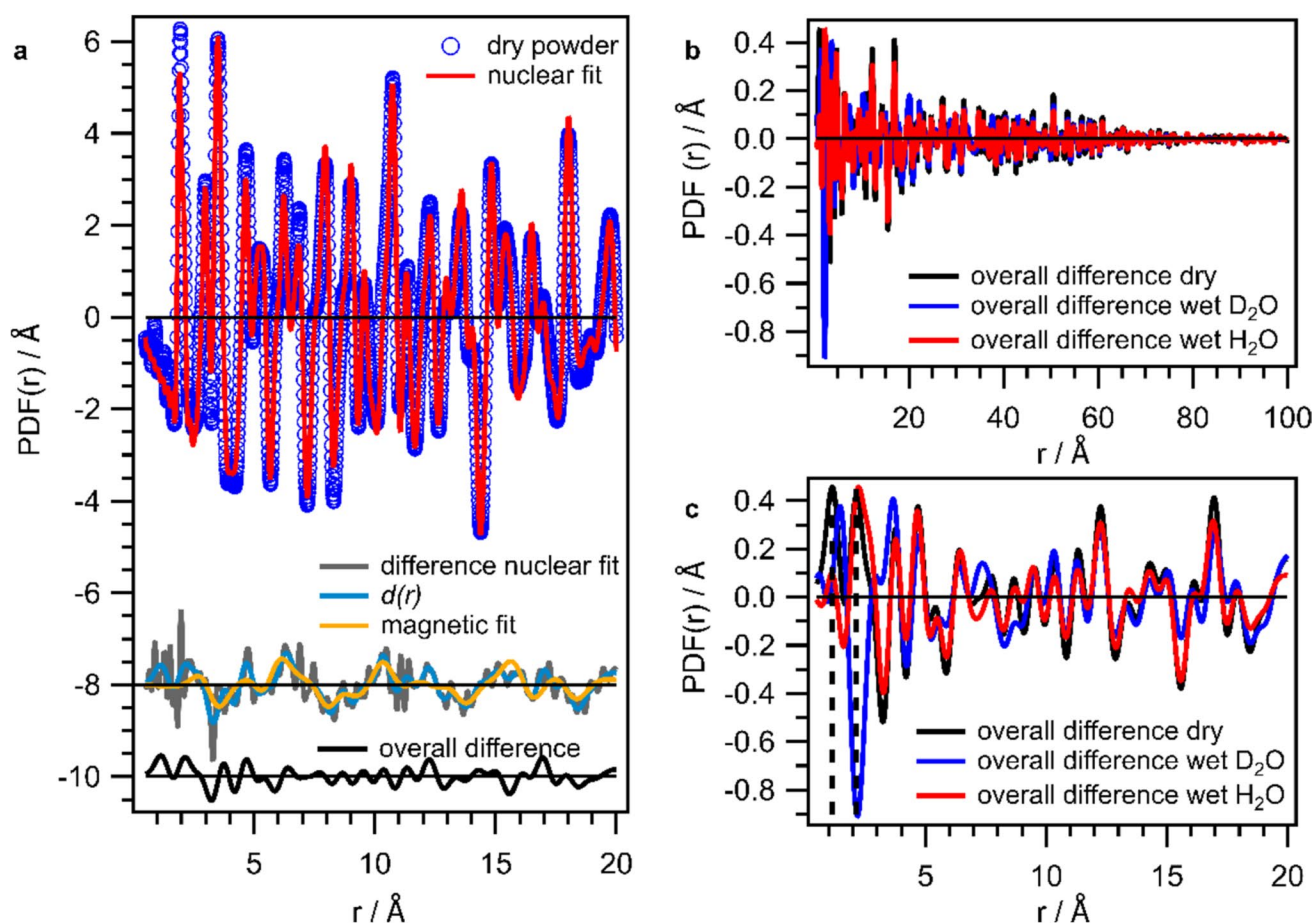 a
dry powder
nuclear fit
6
4
2
0
-2
-4
-6
-8
-10
PDF(r) / Å
difference nuclear fit
d(r)
magnetic fit
overall difference
5
10
15
20
r / Å
b
0.4
0.2
0.0
-0.2
-0.4
-0.6
-0.8
PDF (r) / Å
overall difference dry
overall difference wet D₂O
overall difference wet H₂O
20
40
60
80
100
r / Å
c
0.4
0.2
0.0
-0.2
-0.4
-0.6
-0.8
PDF(r) / Å
overall difference dry
overall difference wet D₂O
overall difference wet H₂O
5
10
15
20
r / Å